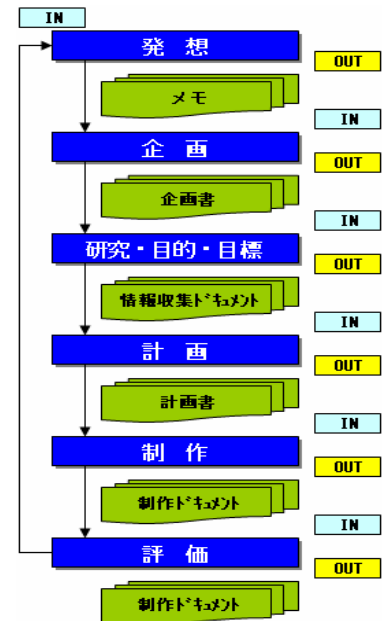 IN
発 想
OUT
メモ
IN
企 画
OUT
企画書
IN
研究・目的・目標
OUT
情報収集ﾄﾞｷｭﾒﾝﾄ
IN
計 画
OUT
計画書
IN
制 作
OUT
制作ﾄﾞｷｭﾒﾝﾄ
IN
評 価
OUT
制作ﾄﾞｷｭﾒﾝﾄ